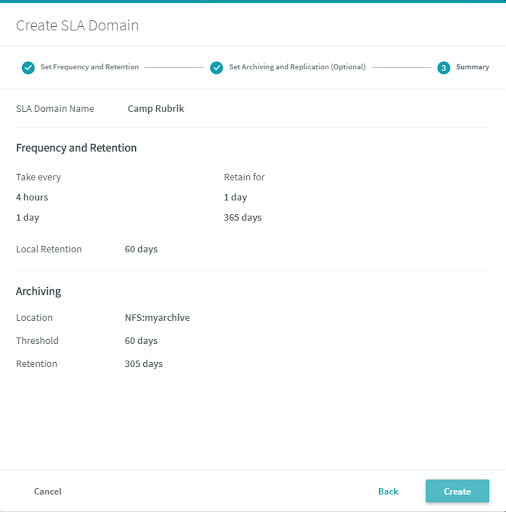 Create SLA Domain
Set Frequency and Retention
Set Archiving and Replication (Optional)
3 Summary
SLA Domain Name Camp Rubrik
Frequency and Retention
Take every Retain for
4 hours 1 day
1 day 365 days
Local Retention 60 days
Archiving
Location NFS:myarchive
Threshold 60 days
Retention 305 days
Cancel Back Create